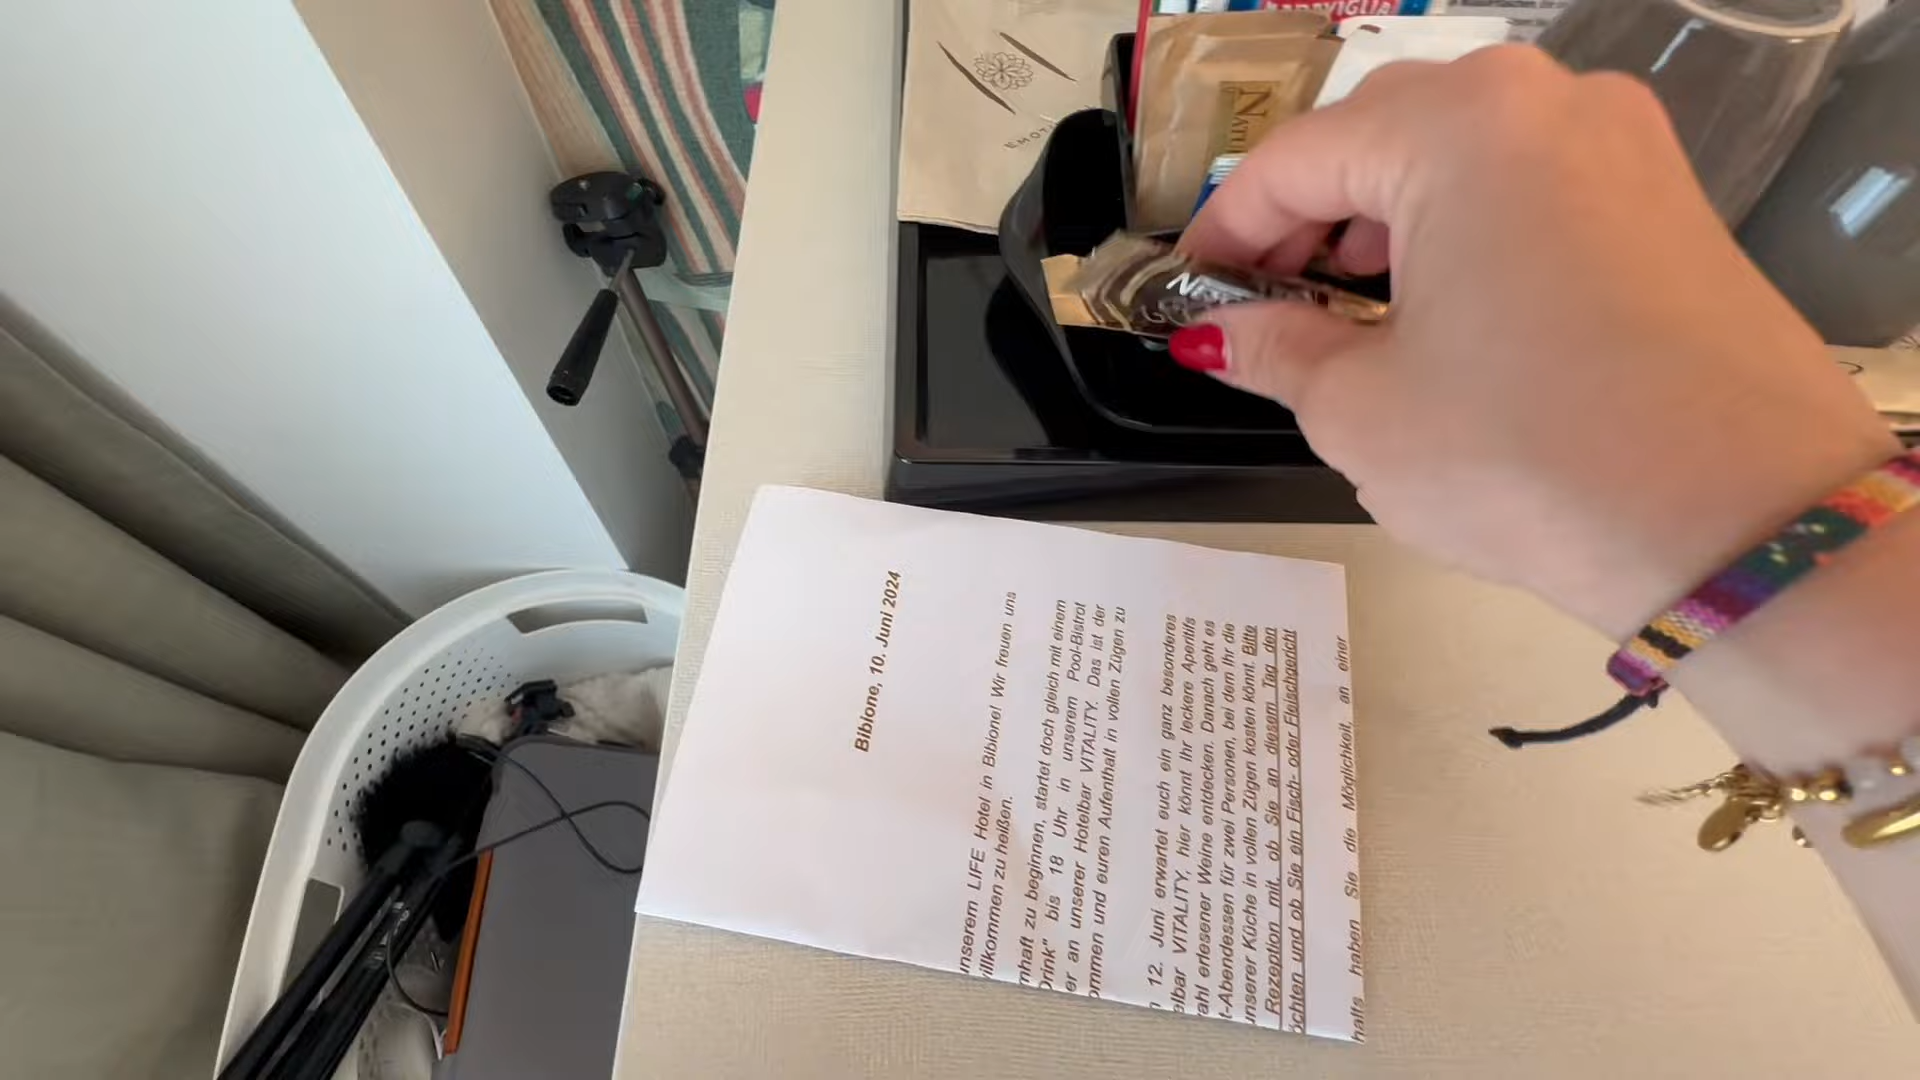 Bibione, 10. Juni 2024
unserem LIFE Hotel in Bibione! Wir freuen uns
willkommen zu heißen.
zu beginnen, startet doch gleich mit einem
Drink" bis 18 Uhr in unserem Pool-Bistrot
er an unserer Hotelbar VITALITY. Das ist der
ommen und euren Aufenthalt in vollen Zügen zu
12. Juni erwartet euch ein ganz besonderes
elbar VITALITY, hier könnt Ihr leckere Aperitifs
ahl erlesener Weine entdecken. Danach geht es
t-Abendessen für zwei Personen, bei dem Ihr die
unserer Küche in vollen Zügen kosten könnt. Bitte
Rezeption mit, ob Sie an diesem Tag den
öchten und ob Sie ein Fisch- oder Fleischgericht
halts haben Sie die Möglichkeit, an einer